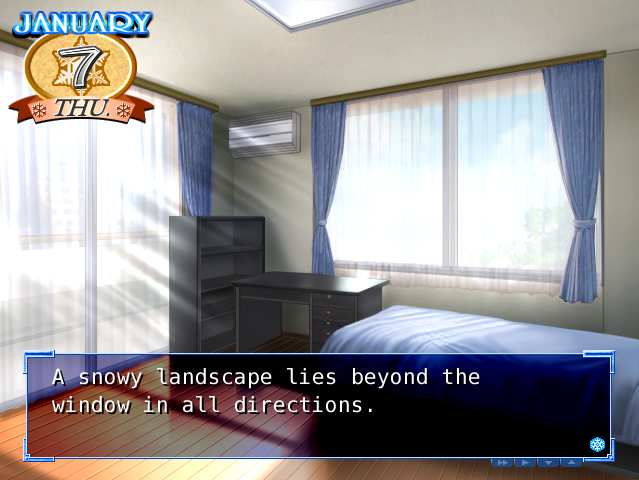 JANUARY
7
THU.
A snowy landscape lies beyond the
window in all directions.